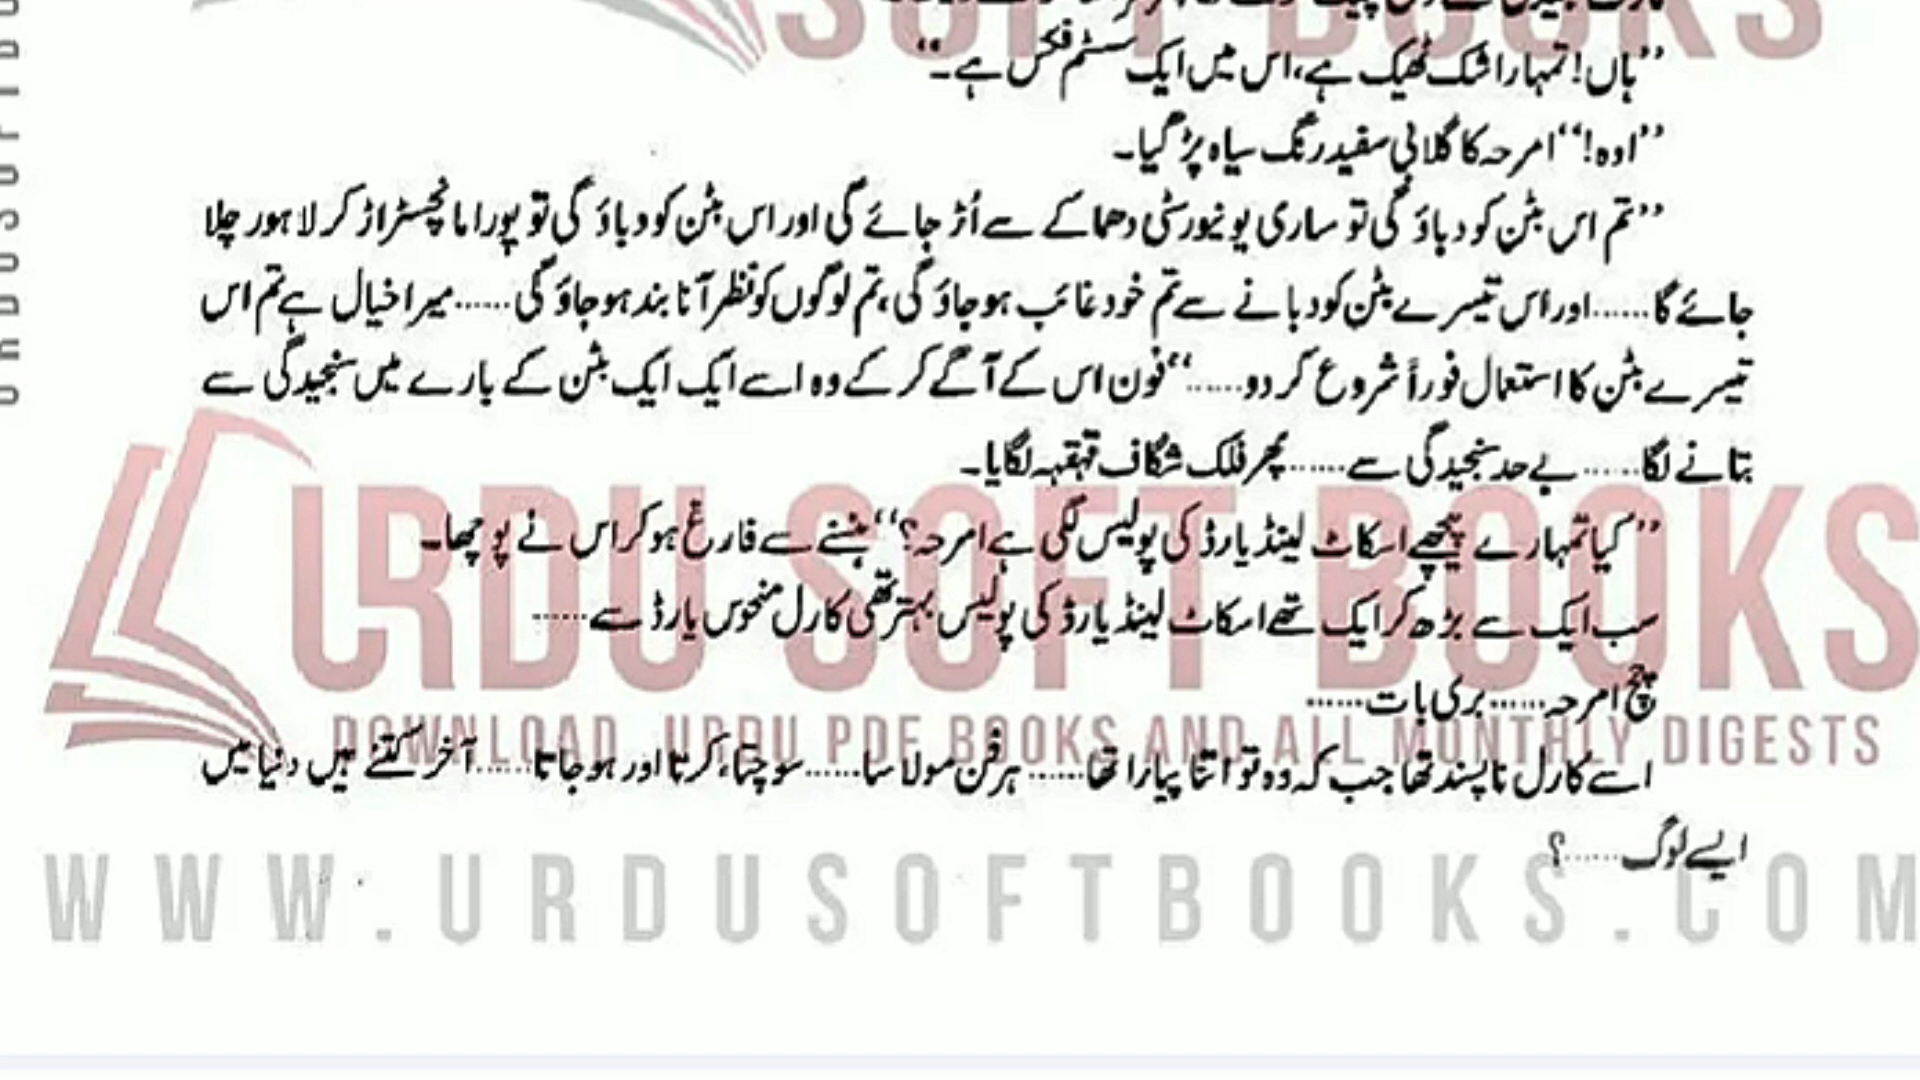 SOFT BOOKS
’’ہاں! تمہارا شک ٹھیک ہے، اس میں ایک سسٹم فکس ہے۔‘‘
’’اوہ!‘‘ امرحہ کا گلابی سفید رنگ سیاہ پڑ گیا۔
’’تم اس بٹن کو دباؤ گی تو ساری یونیورسٹی دھماکے سے اُڑ جائے گی اور اس بٹن کو دباؤ گی تو پورا مانچسٹر اڑ کر لاہور چلا
جائے گا......اور اس تیسرے بٹن کو دبانے سے تم خود غائب ہو جاؤ گی، تم لوگوں کو نظر آنا بند ہو جاؤ گی......میرا خیال ہے تم اس
تیسرے بٹن کا استعمال فوراً شروع کر دو......‘‘ فون اس کے آگے کر کے وہ اسے ایک ایک بٹن کے بارے میں سنجیدگی سے
بتانے لگا......بے حد سنجیدگی سے......پھر فلک شگاف قہقہہ لگایا۔
’’کیا تمہارے پیچھے اسکاٹ لینڈ یارڈ کی پولیس لگی ہے امرحہ؟‘‘ ہنسنے سے فارغ ہو کر اس نے پوچھا۔
سب ایک سے بڑھ کر ایک تھے اسکاٹ لینڈ یارڈ کی پولیس بہتر تھی کارل منحوس یارڈ سے......
چچ امرحہ......بری بات......
اسے کارل ناپسند تھا جب کہ وہ تو اتنا پیارا تھا......ہر فن مولا سا......سوچتا، کرتا اور ہو جاتا......آخر کتنے ہیں دنیا میں
ایسے لوگ......؟
URDU SOFT BOOKS
DOWNLOAD URDU PDF BOOKS AND ALL MONTHLY DIGESTS
WWW.URDUSOFTBOOKS.COM